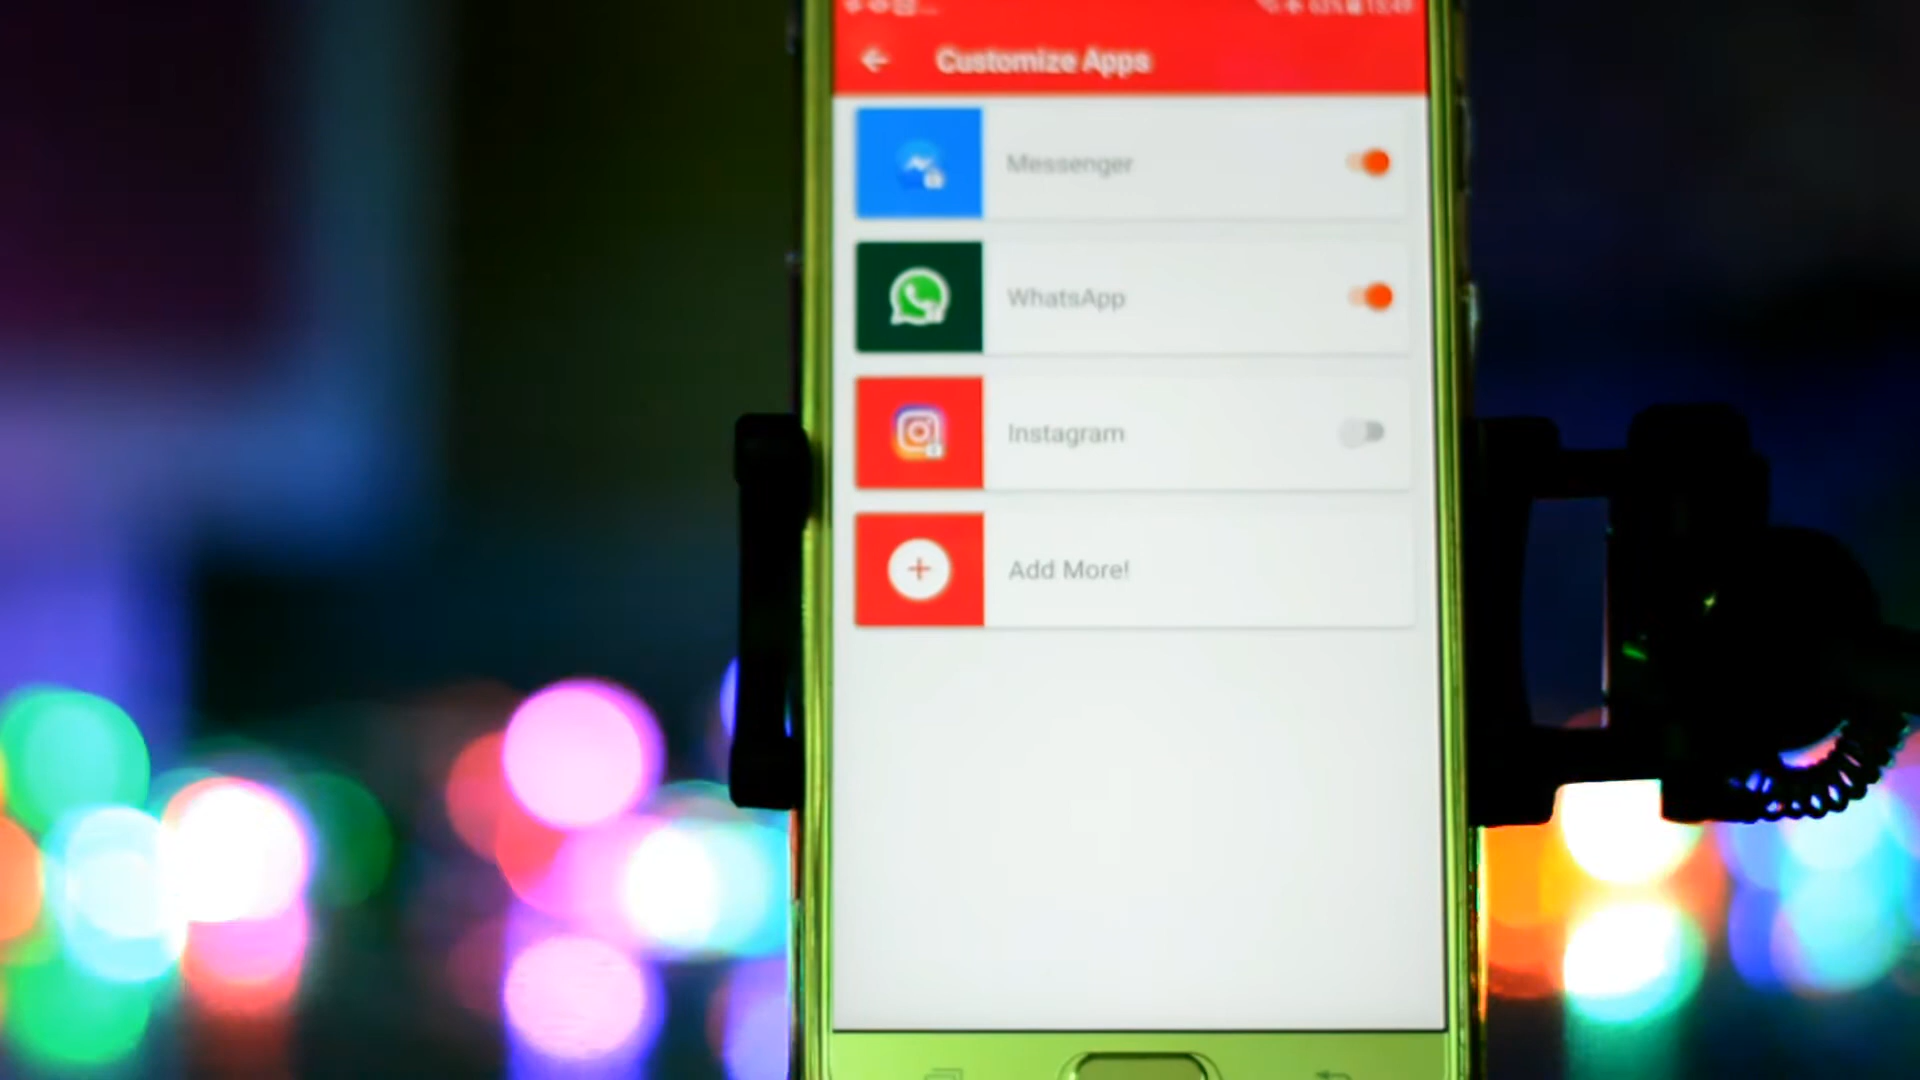 Customize Apps
Messenger
WhatsApp
Instagram
Add More!